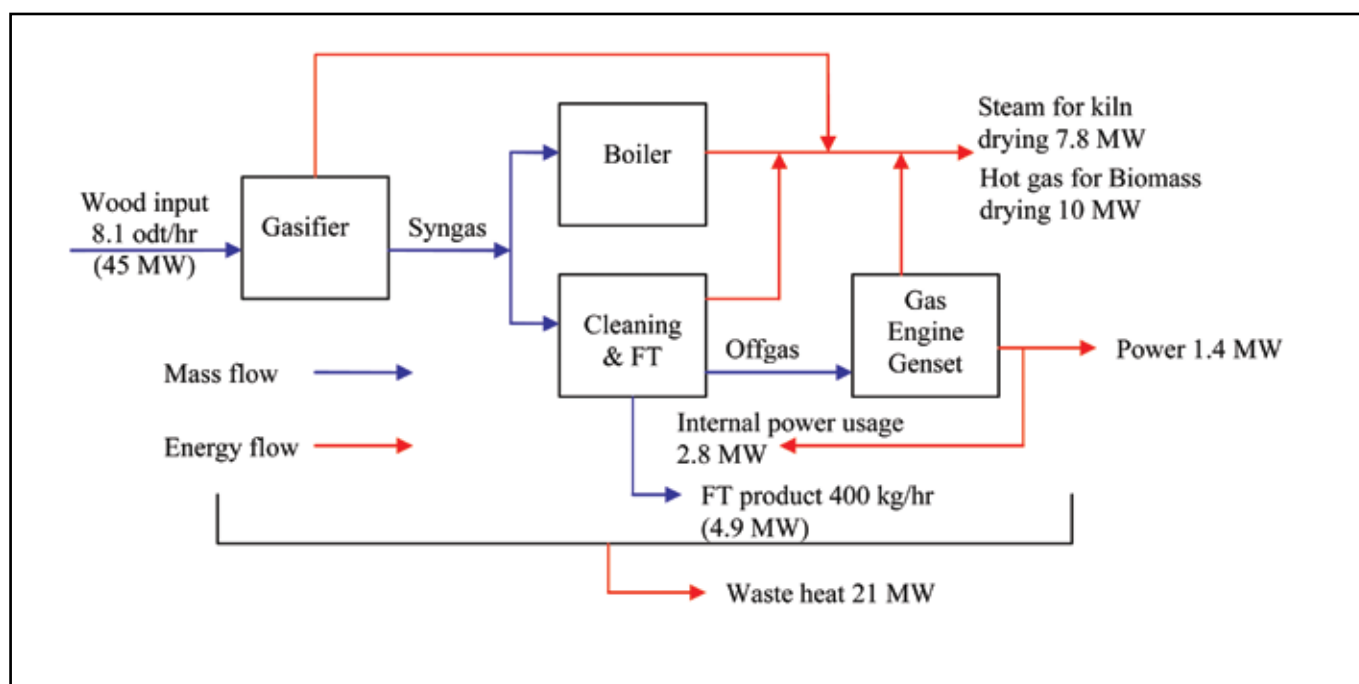 Steam for kiln
drying 7.8 MW
Hot gas for Biomass
drying 10 MW
Boiler
Wood input
8.1 odt/hr
(45 MW)
Gasifier
Syngas
Cleaning
& FT
Offgas
Gas
Engine
Genset
Power 1.4 MW
Mass flow
Energy flow
Internal power usage
2.8 MW
FT product 400 kg/hr
(4.9 MW)
Waste heat 21 MW